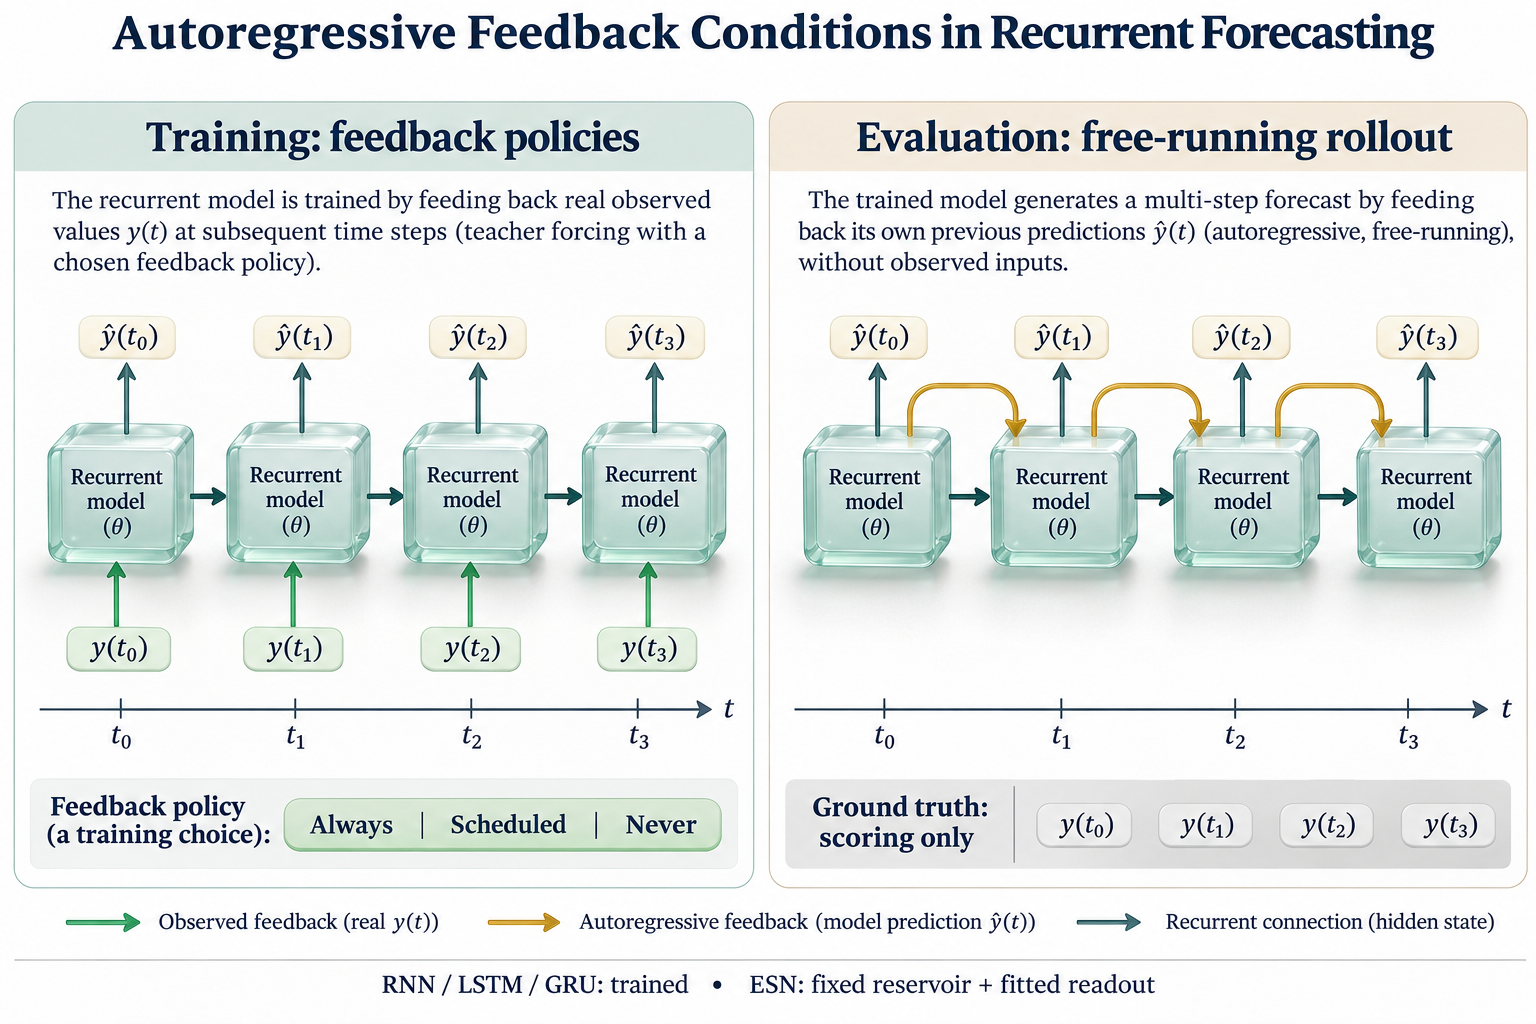 Autoregressive Feedback Conditions in Recurrent Forecasting
Training: feedback policies
The recurrent model is trained by feeding back real observed
values y(t) at subsequent time steps (teacher forcing with a
chosen feedback policy).
ŷ(t₀) ŷ(t₁) ŷ(t₂) ŷ(t₃)
Recurrent model (θ)
Recurrent model (θ)
Recurrent model (θ)
Recurrent model (θ)
y(t₀) y(t₁) y(t₂) y(t₃)
t
t₀ t₁ t₂ t₃
Feedback policy
(a training choice):
Always | Scheduled | Never
Evaluation: free-running rollout
The trained model generates a multi-step forecast by feeding
back its own previous predictions ŷ(t) (autoregressive, free-running),
without observed inputs.
ŷ(t₀) ŷ(t₁) ŷ(t₂) ŷ(t₃)
Recurrent model (θ)
Recurrent model (θ)
Recurrent model (θ)
Recurrent model (θ)
t
t₀ t₁ t₂ t₃
Ground truth:
scoring only
y(t₀) y(t₁) y(t₂) y(t₃)
Observed feedback (real y(t))
Autoregressive feedback (model prediction ŷ(t))
Recurrent connection (hidden state)
RNN / LSTM / GRU: trained • ESN: fixed reservoir + fitted readout